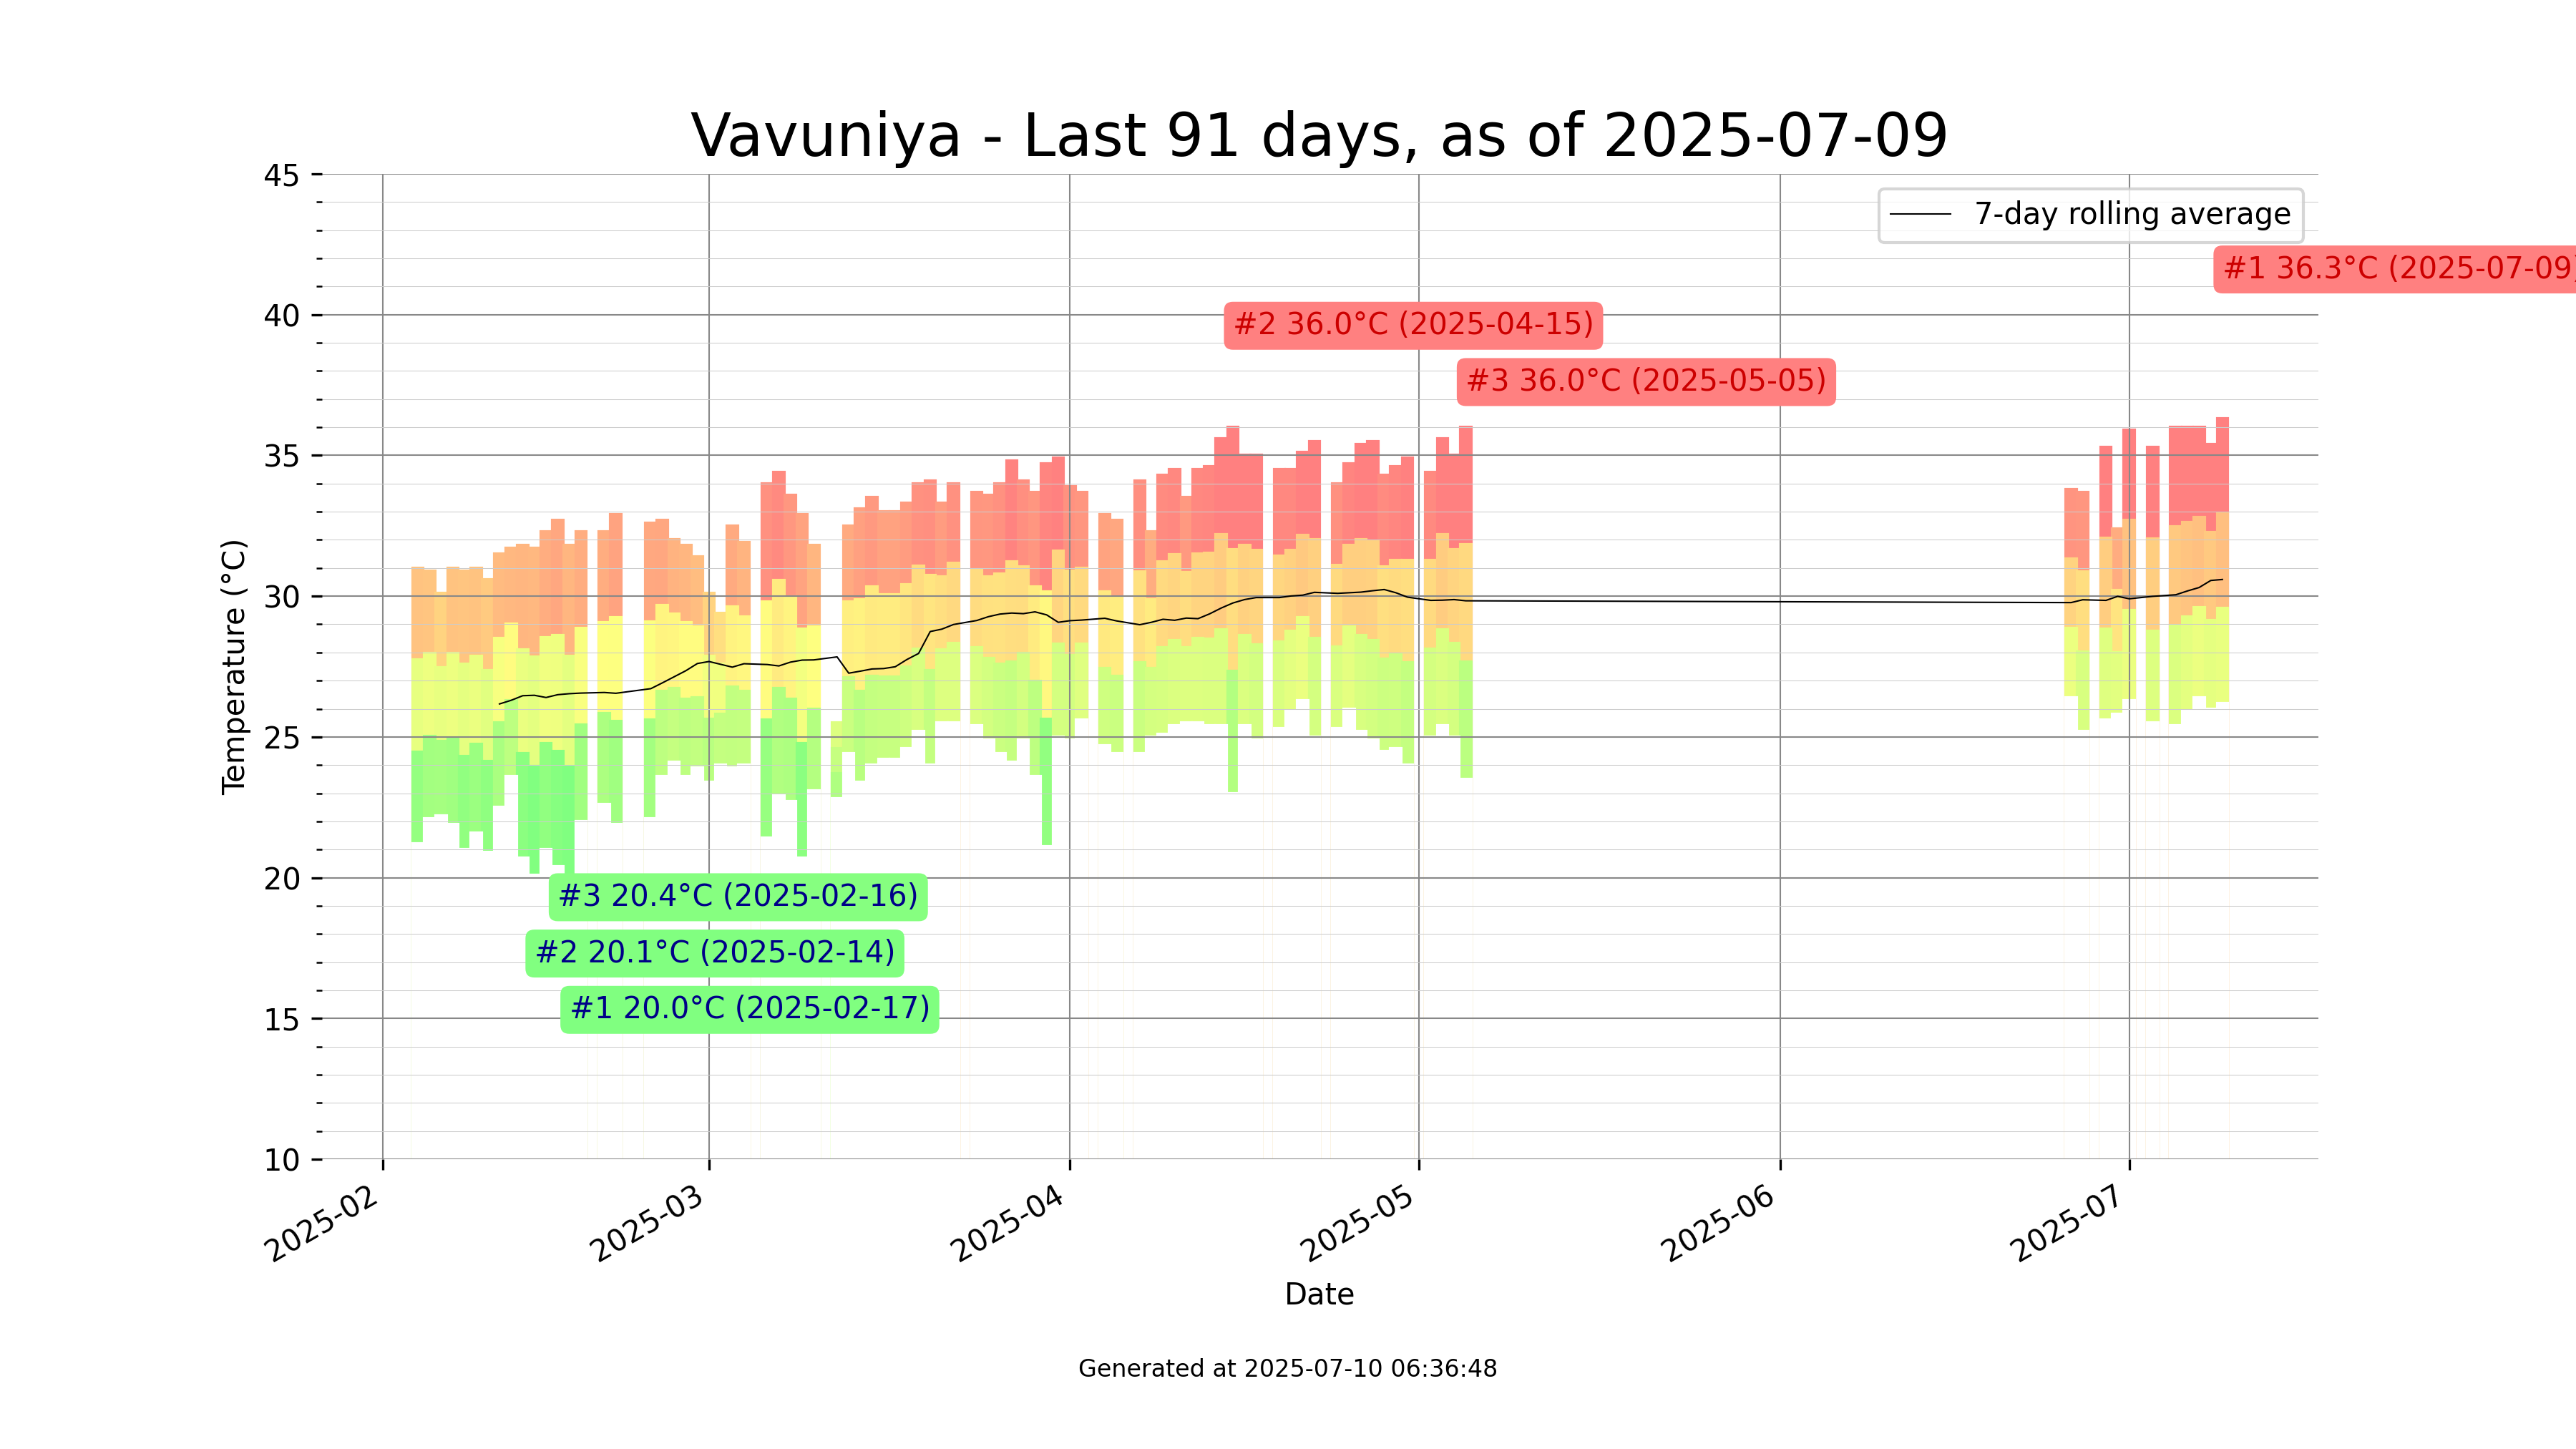 Vavuniya - Last 91 days, as of 2025-07-09
45
40
35
30
25
20
15
10
Temperature (°C)
7-day rolling average
#1 36.3°C (2025-07-09)
#2 36.0°C (2025-04-15)
#3 36.0°C (2025-05-05)
#3 20.4°C (2025-02-16)
#2 20.1°C (2025-02-14)
#1 20.0°C (2025-02-17)
2025-02
2025-03
2025-04
2025-05
2025-06
2025-07
Date
Generated at 2025-07-10 06:36:48